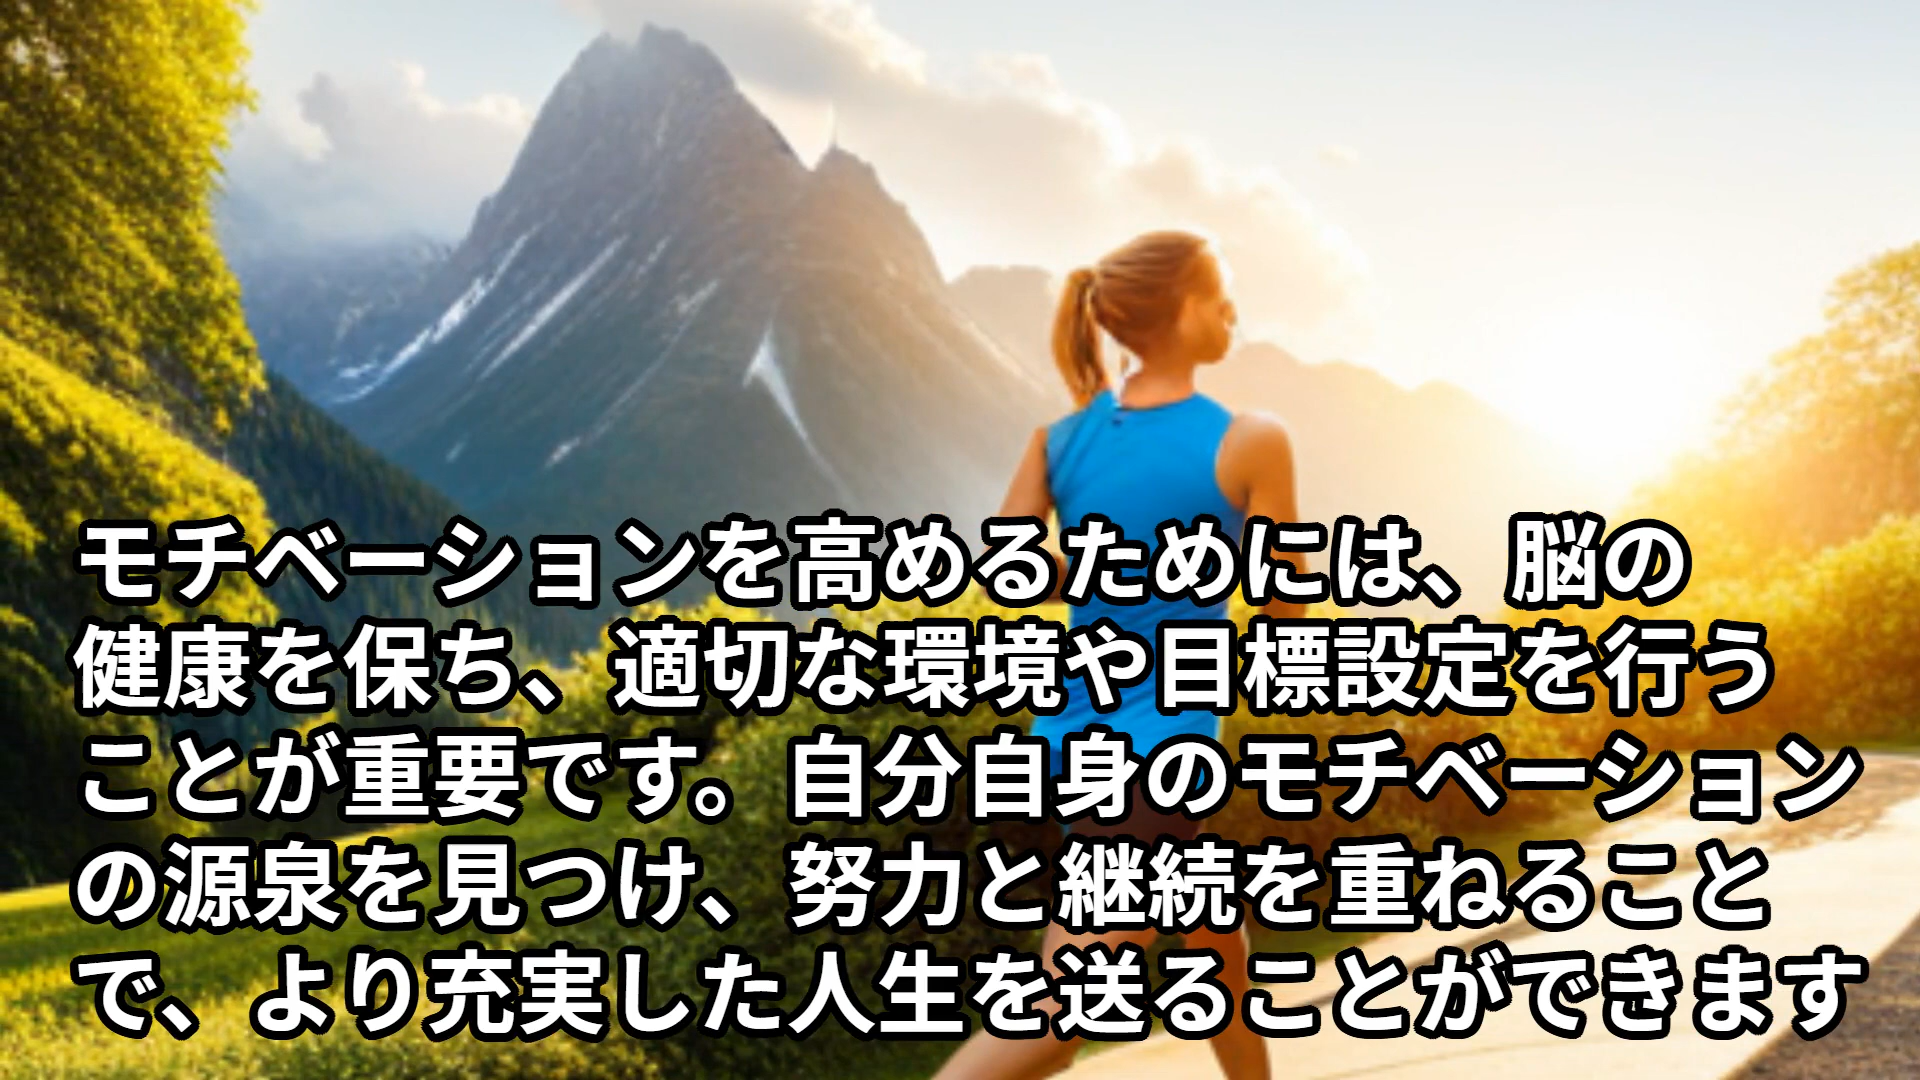 モチベーションを高めるためには、脳の
健康を保ち、適切な環境や目標設定を行う
ことが重要です。自分自身のモチベーション
の源泉を見つけ、努力と継続を重ねること
で、より充実した人生を送ることができます